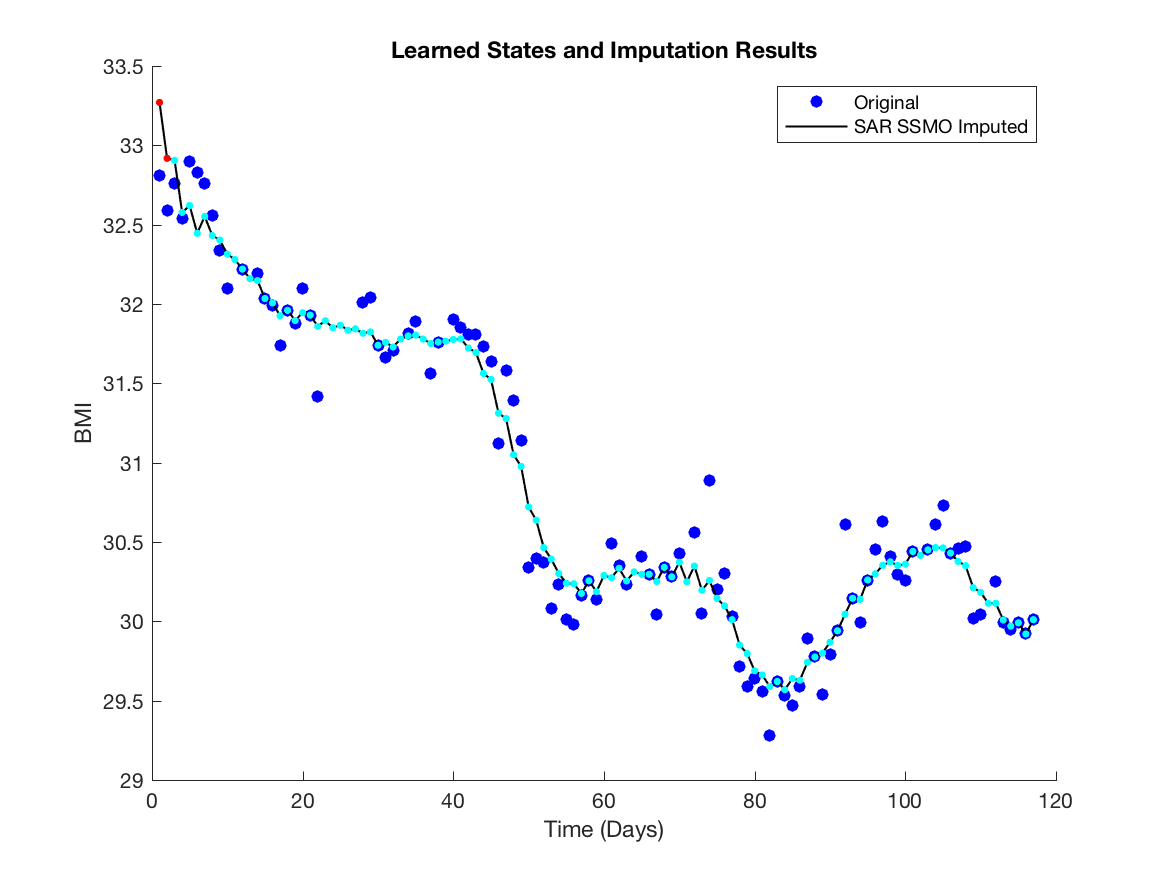 Learned States and Imputation Results
Original
SAR SSMO Imputed
33.5
33
32.5
32
31.5
31
30.5
30
29.5
29
BMI
0 20 40 60 80 100 120
Time (Days)